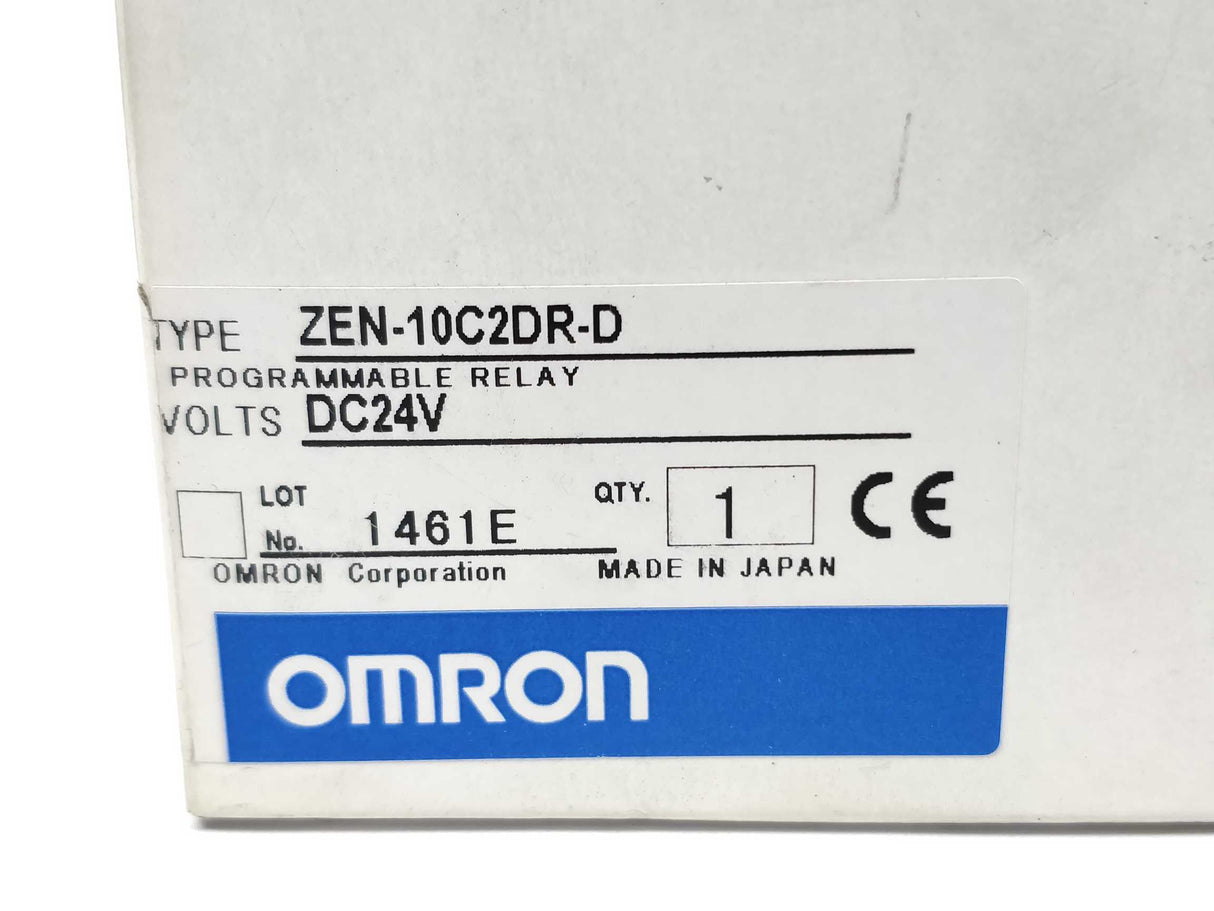 TYPE ZEN-10C2DR-D
PROGRAMMABLE RELAY
VOLTS DC24V
LOT No. 1461E QTY. 1 CE
OMRON Corporation MADE IN JAPAN
OMRON